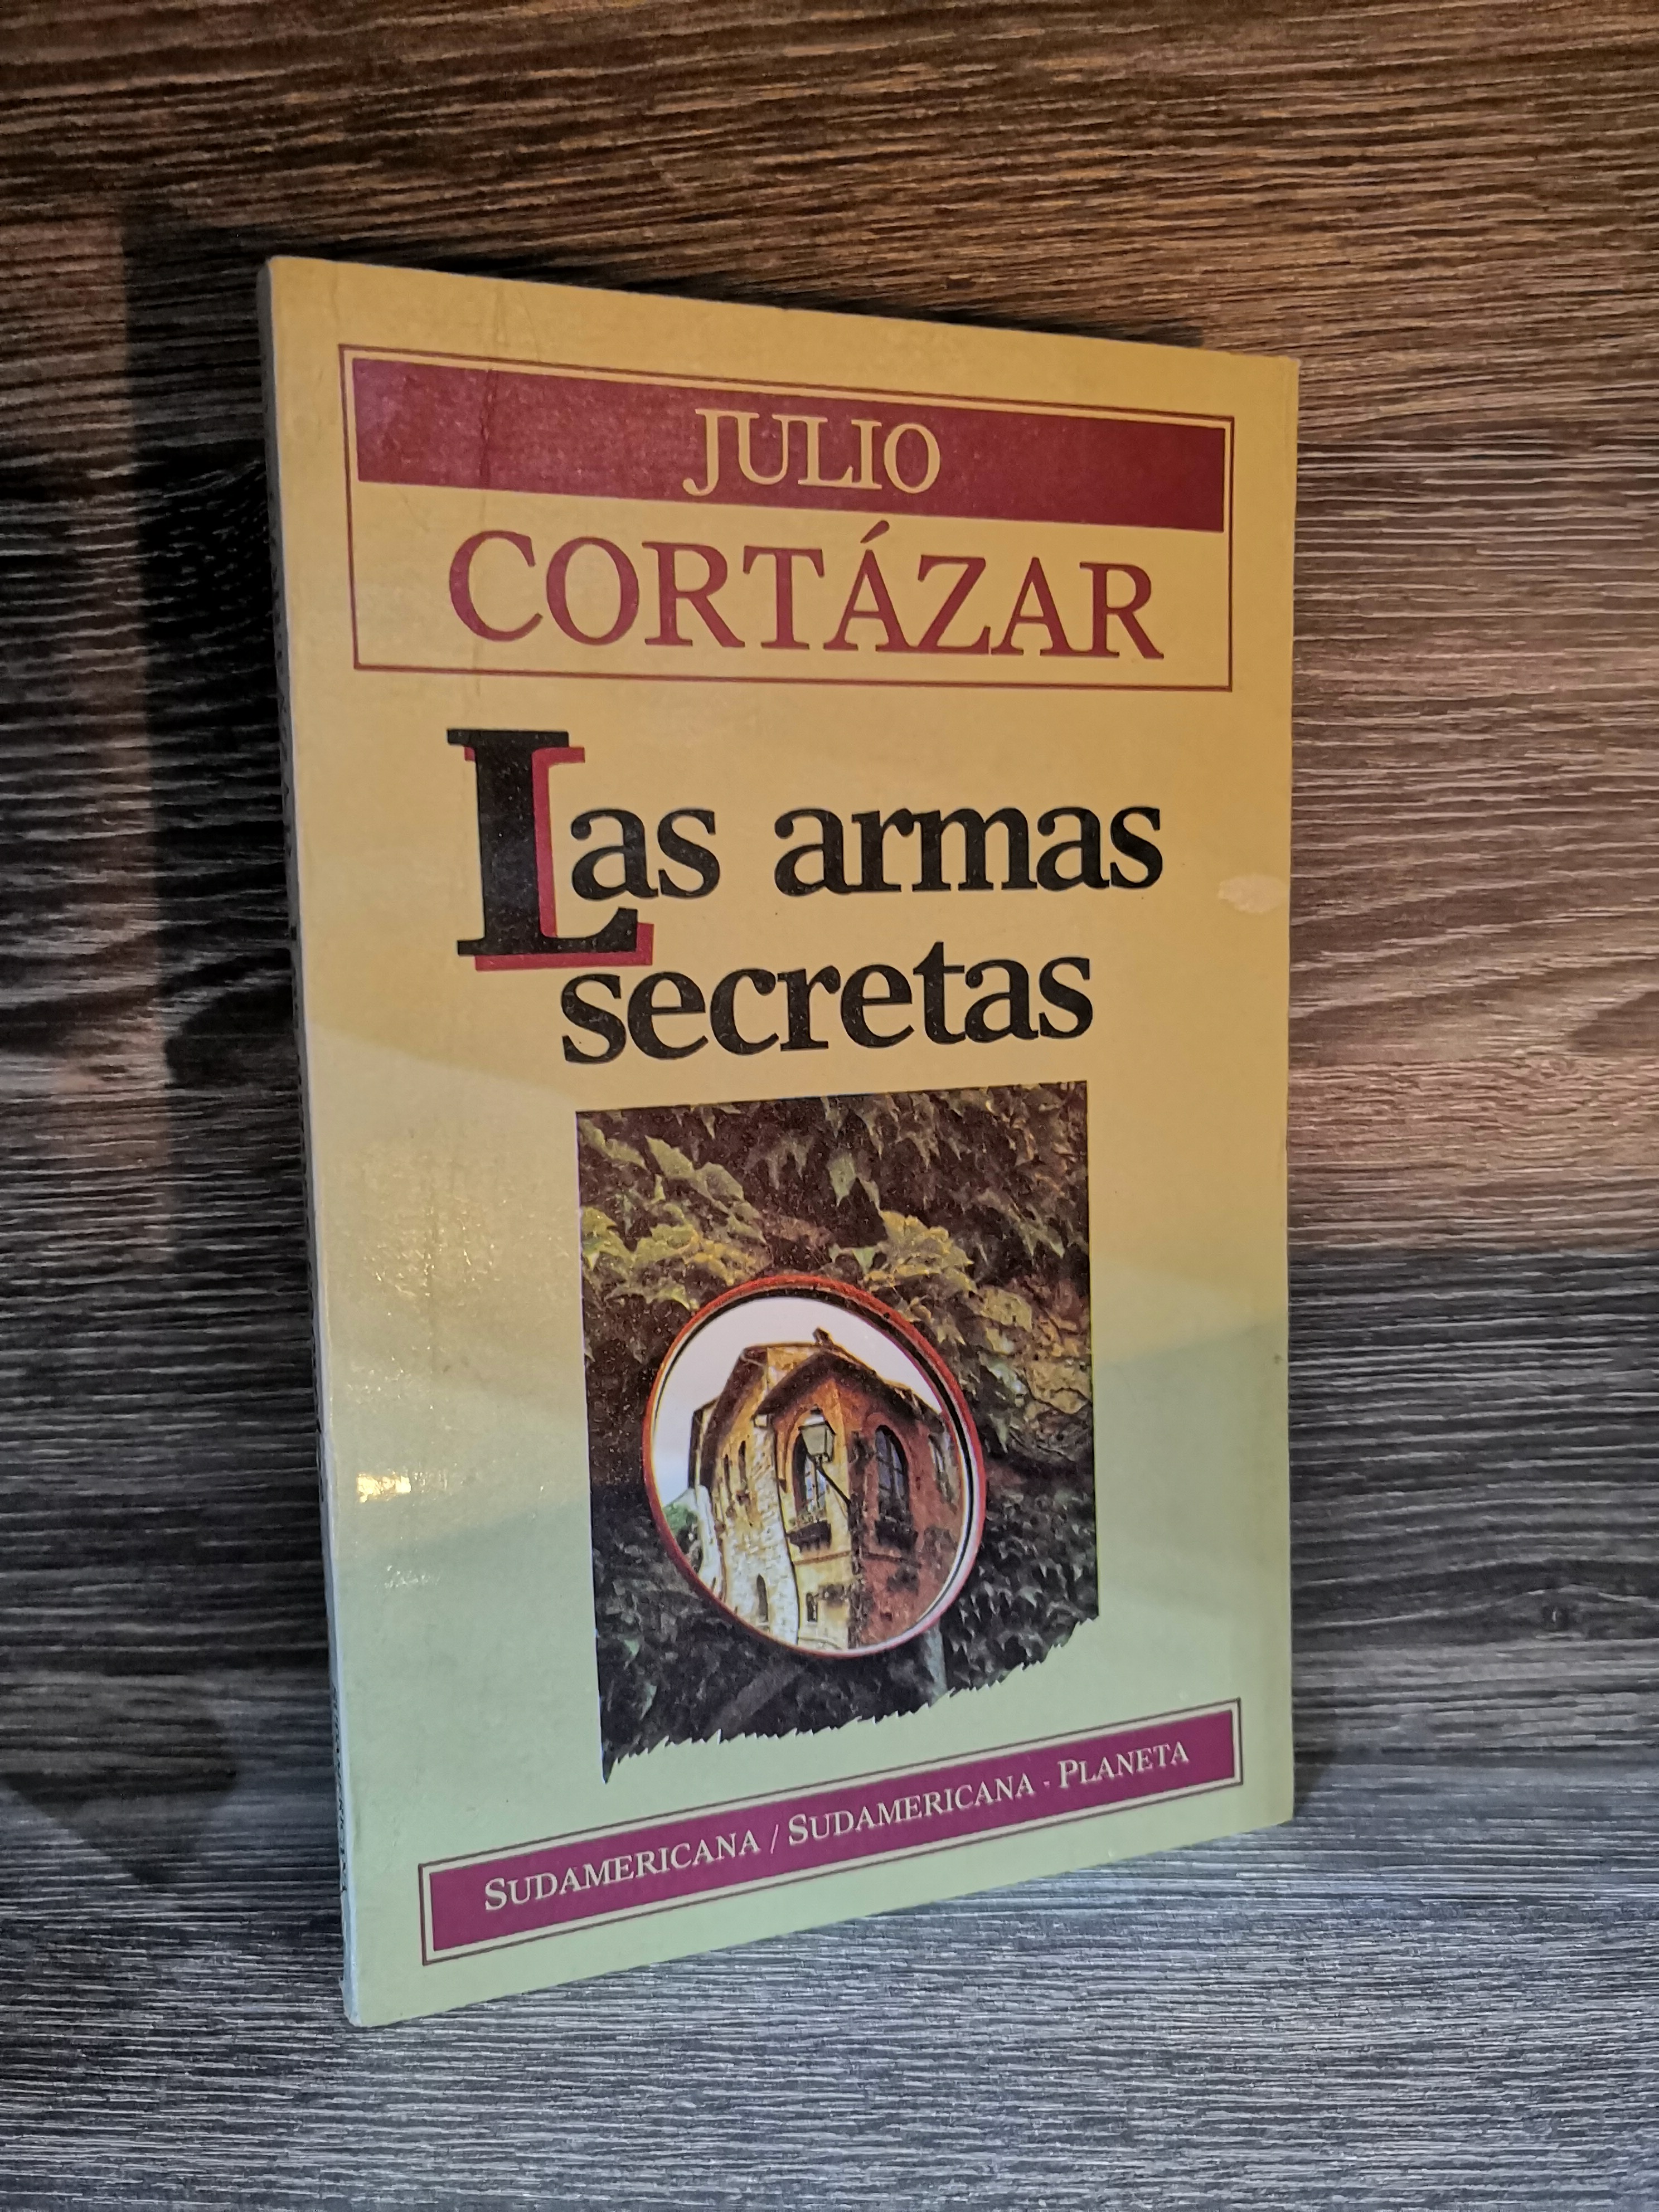 JULIO
CORTÁZAR
Las armas
secretas
SUDAMERICANA / SUDAMERICANA - PLANETA